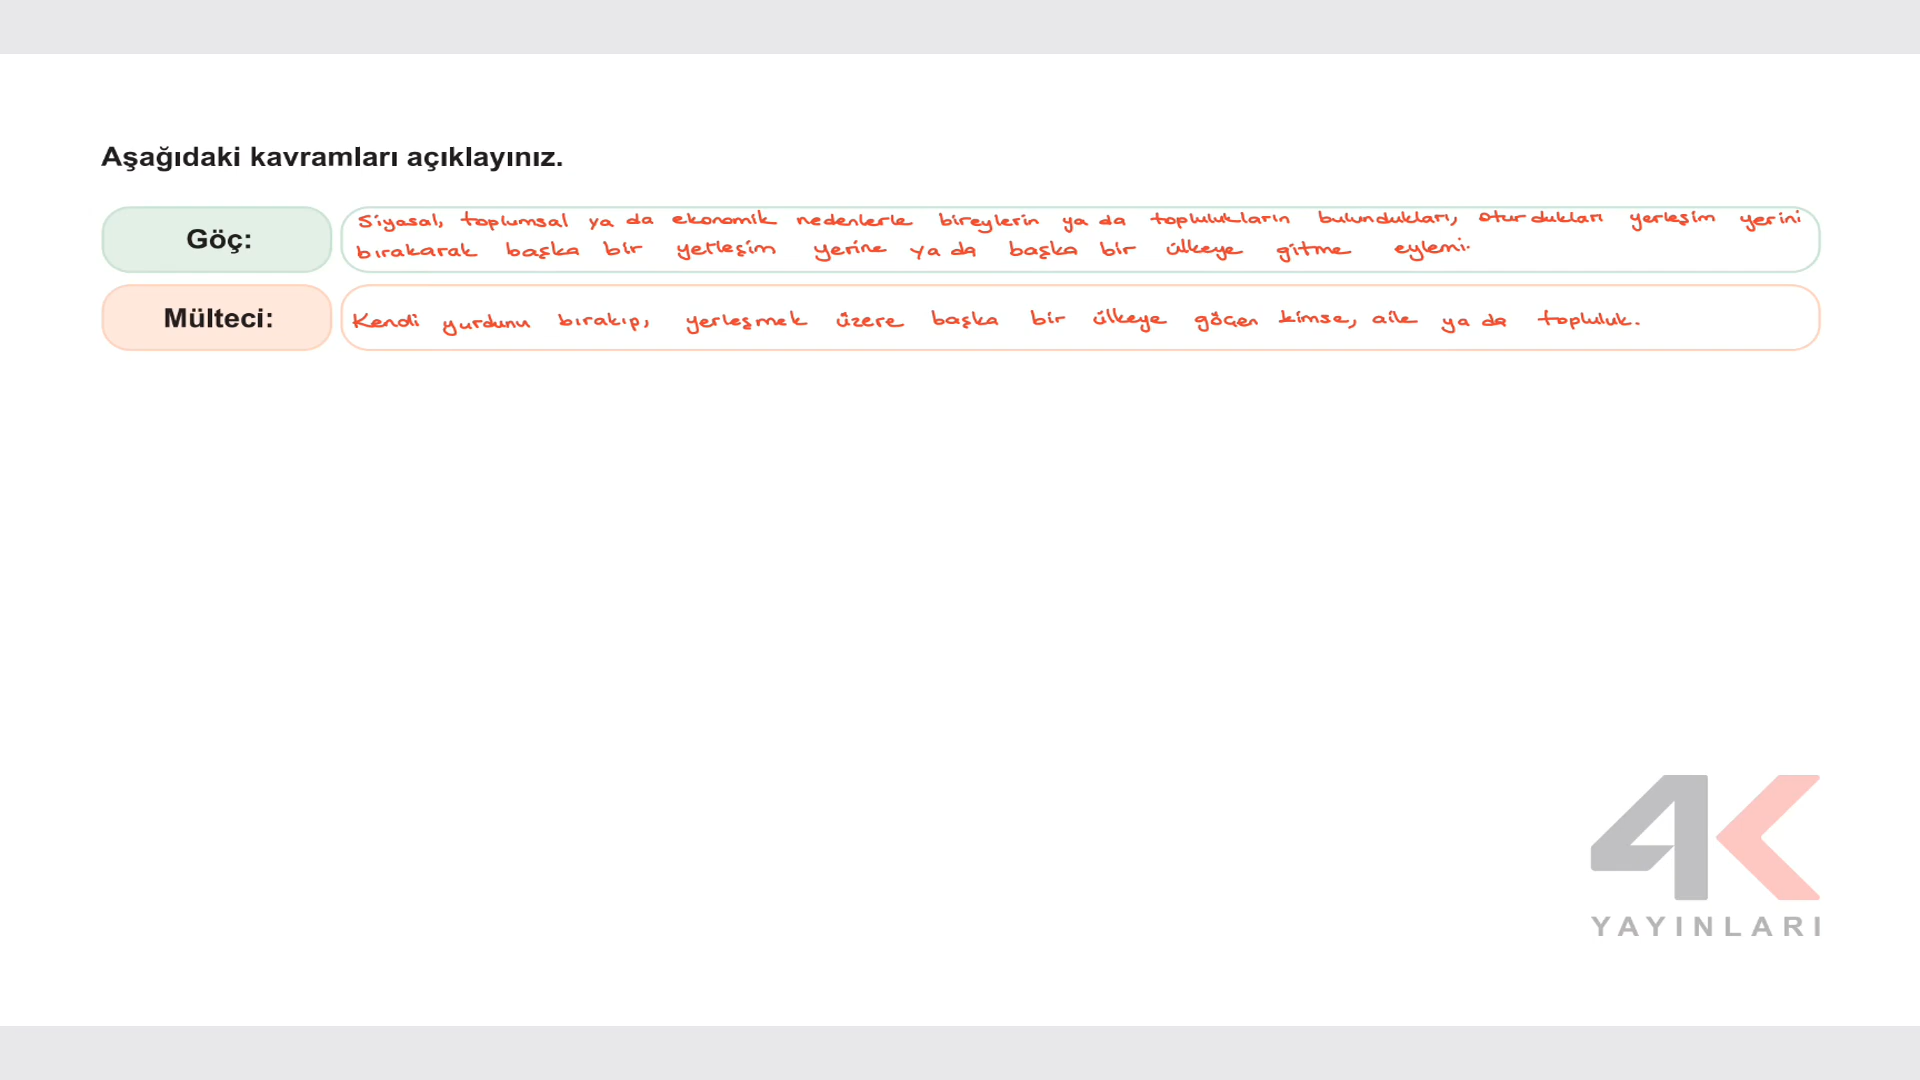 Aşağıdaki kavramları açıklayınız.
Göç:
Siyasal, toplumsal ya da ekonomik nedenlerle bireylerin ya da toplulukların bulundukları, oturdukları yerleşim yerini
bırakarak başka bir yerleşim yerine ya da başka bir ülkeye gitme eylemi.
Mülteci:
Kendi yurdunu bırakıp, yerleşmek üzere başka bir ülkeye göçen kimse, aile ya da topluluk.
4K
YAYINLARI